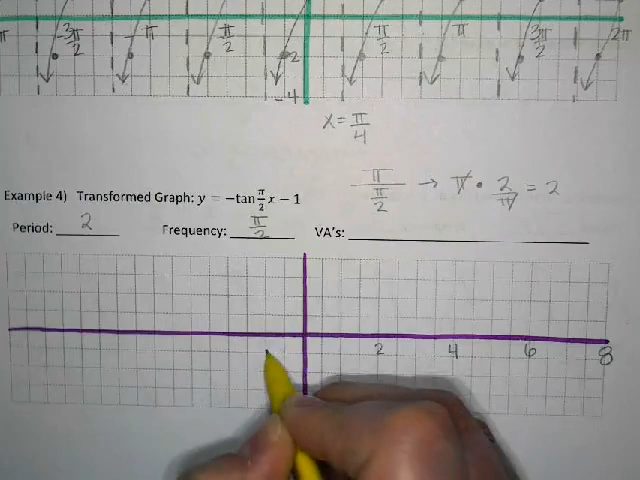 π 3π/2 π π/2 π/2 π 3π/2 2π
-2
-4
x = π/4
π / (π/2) → π · 2/π = 2
Example 4) Transformed Graph: y = −tan π/2 x − 1
Period: 2 Frequency: π/2 VA's:
2 4 6 8